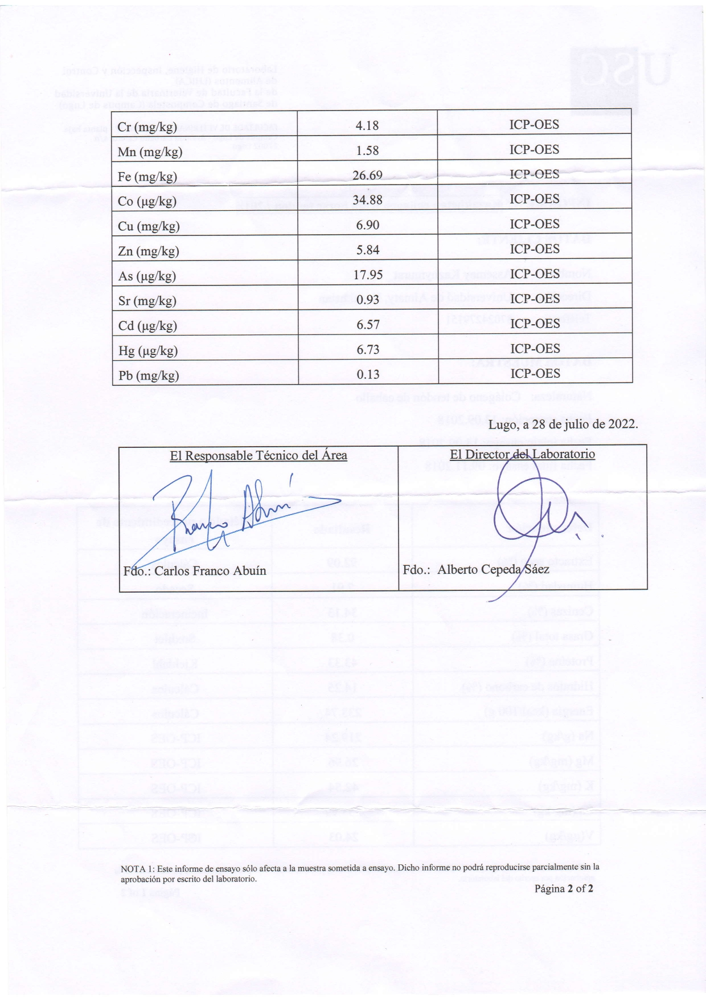 Cr (mg/kg) 4.18 ICP-OES
Mn (mg/kg) 1.58 ICP-OES
Fe (mg/kg) 26.69 ICP-OES
Co (µg/kg) 34.88 ICP-OES
Cu (mg/kg) 6.90 ICP-OES
Zn (mg/kg) 5.84 ICP-OES
As (µg/kg) 17.95 ICP-OES
Sr (mg/kg) 0.93 ICP-OES
Cd (µg/kg) 6.57 ICP-OES
Hg (µg/kg) 6.73 ICP-OES
Pb (mg/kg) 0.13 ICP-OES
Lugo, a 28 de julio de 2022.
El Responsable Técnico del Área
El Director del Laboratorio
Franco Abuín
Fdo.: Carlos Franco Abuín
Fdo.: Alberto Cepeda Sáez
NOTA 1: Este informe de ensayo sólo afecta a la muestra sometida a ensayo. Dicho informe no podrá reproducirse parcialmente sin la
aprobación por escrito del laboratorio.
Página 2 of 2